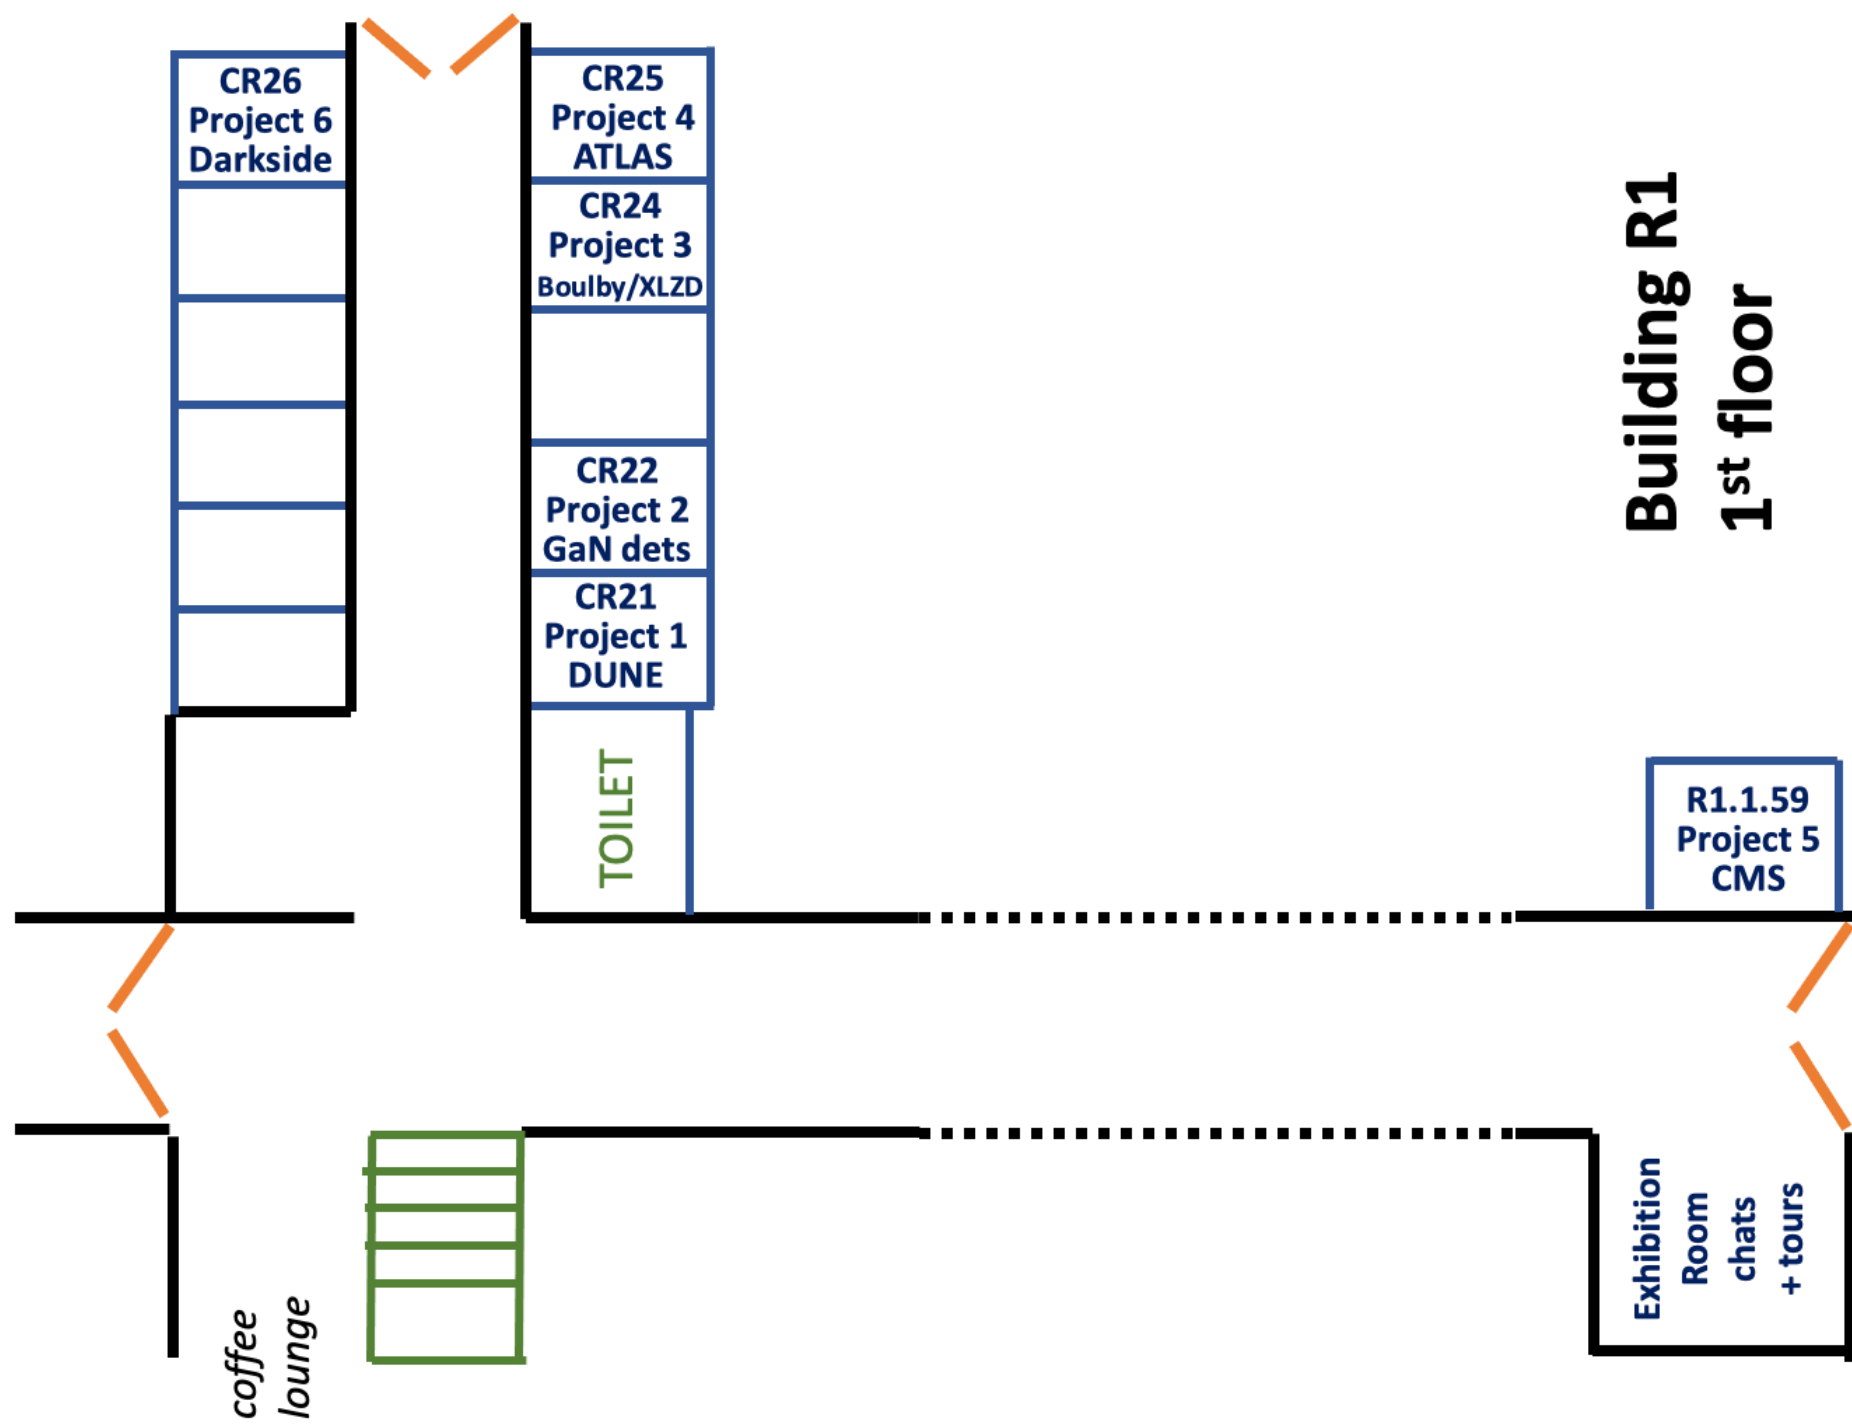 CR26
Project 6
Darkside
CR25
Project 4
ATLAS
CR24
Project 3
Boulby/XLZD
CR22
Project 2
GaN dets
CR21
Project 1
DUNE
TOILET
Building R1
1st floor
R1.1.59
Project 5
CMS
Exhibition
Room
chats
+ tours
coffee
lounge